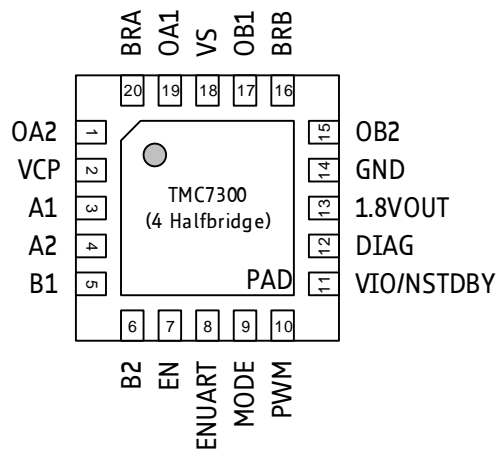 BRA OA1 VS OB1 BRB
20 19 18 17 16
OA2 1 15 OB2
VCP 2 14 GND
A1 3 TMC7300 13 1.8VOUT
(4 Halfbridge)
A2 4 12 DIAG
B1 5 PAD 11 VIO/NSTDBY
6 7 8 9 10
B2 EN ENUART MODE PWM